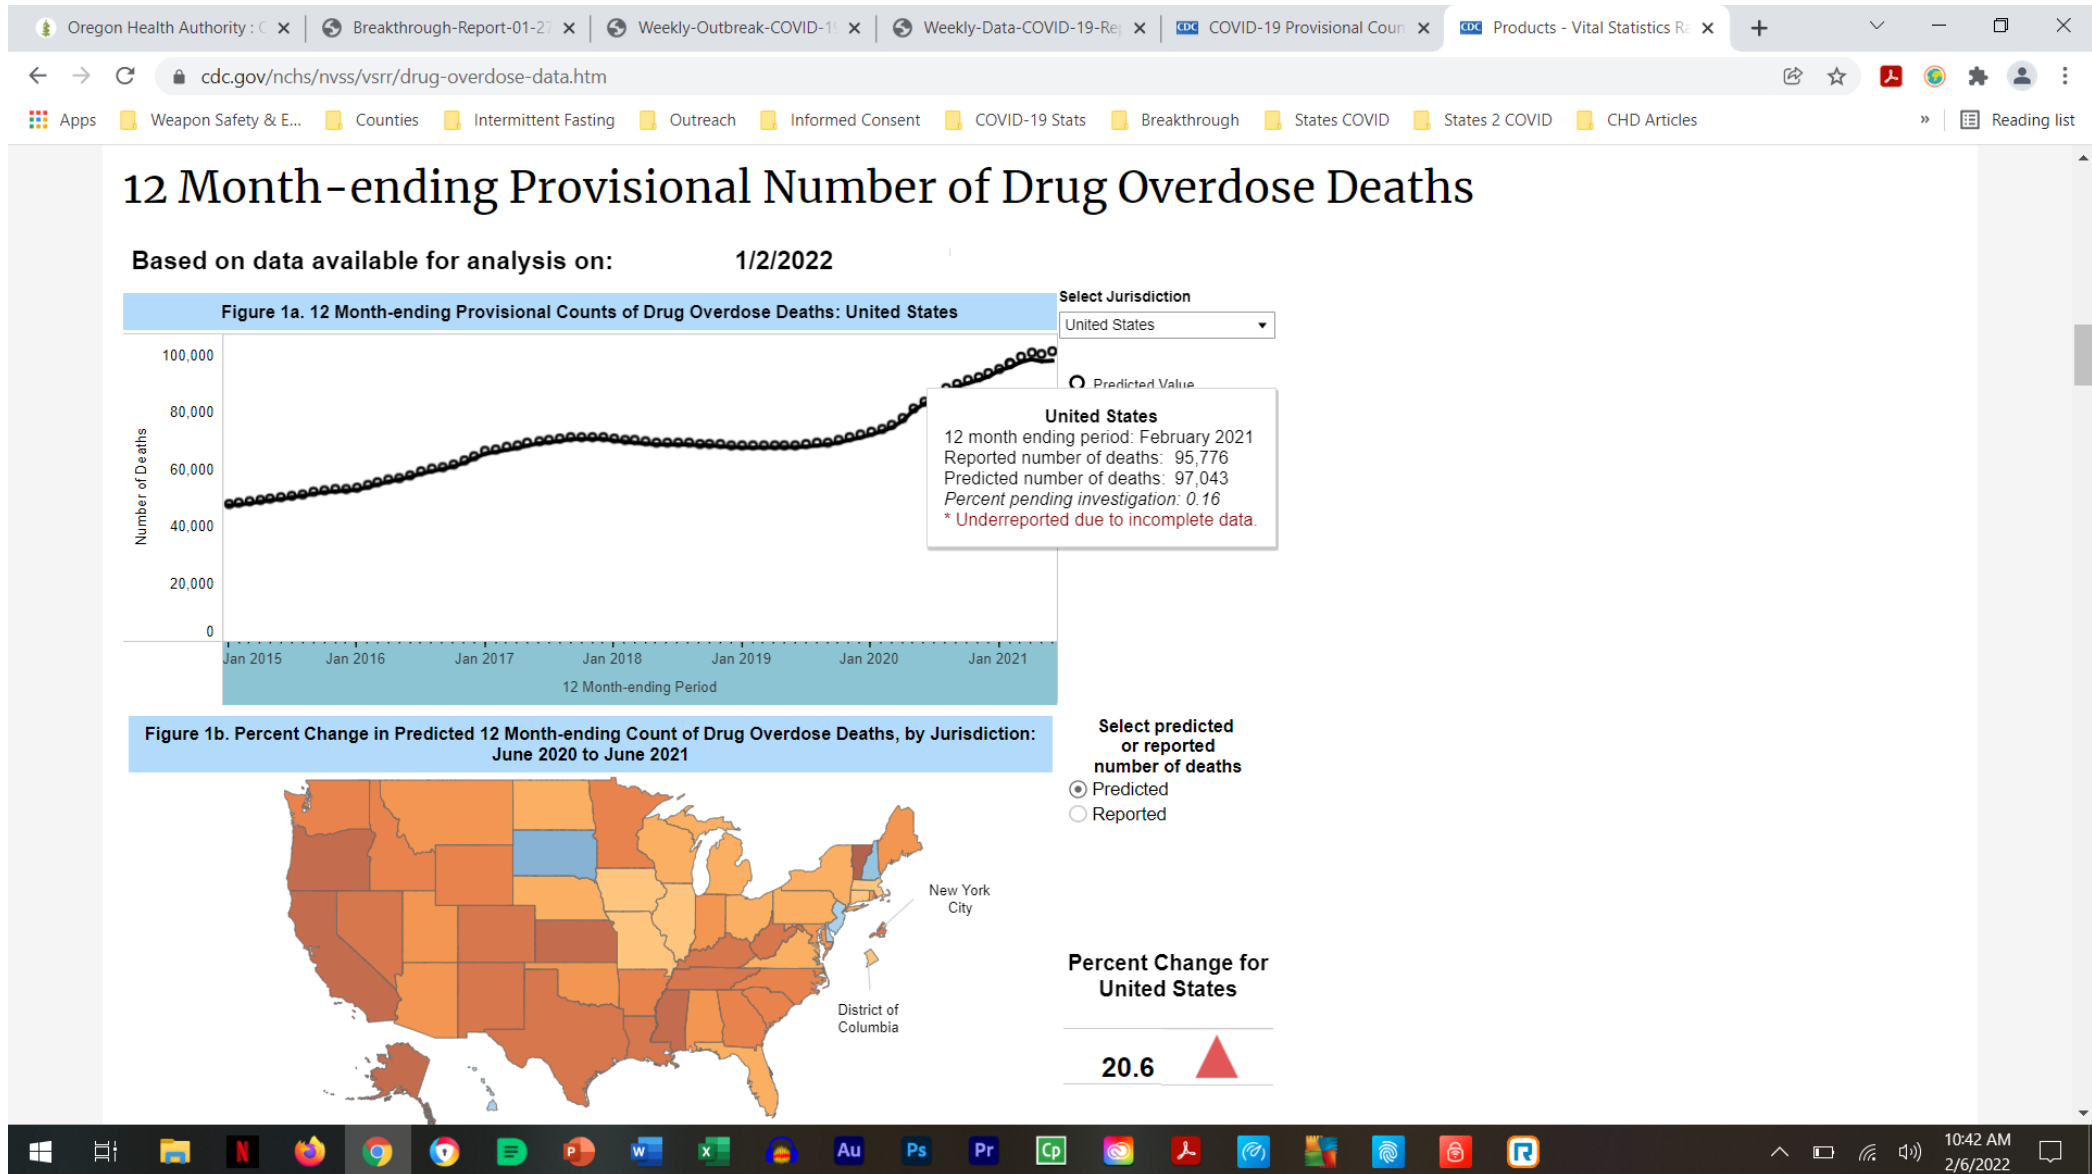 Oregon Health Authority : C
Breakthrough-Report-01-27
Weekly-Outbreak-COVID-19
Weekly-Data-COVID-19-Rep
CDC COVID-19 Provisional Coun
CDC Products - Vital Statistics Ra
cdc.gov/nchs/nvss/vsrr/drug-overdose-data.htm
Apps Weapon Safety & E... Counties Intermittent Fasting Outreach Informed Consent COVID-19 Stats Breakthrough States COVID States 2 COVID CHD Articles » Reading list
12 Month-ending Provisional Number of Drug Overdose Deaths
Based on data available for analysis on: 1/2/2022
Figure 1a. 12 Month-ending Provisional Counts of Drug Overdose Deaths: United States
Select Jurisdiction
United States
Predicted Value
100,000
80,000
60,000
40,000
20,000
0
Number of Deaths
United States
12 month ending period: February 2021
Reported number of deaths: 95,776
Predicted number of deaths: 97,043
Percent pending investigation: 0.16
* Underreported due to incomplete data.
Jan 2015 Jan 2016 Jan 2017 Jan 2018 Jan 2019 Jan 2020 Jan 2021
12 Month-ending Period
Figure 1b. Percent Change in Predicted 12 Month-ending Count of Drug Overdose Deaths, by Jurisdiction:
June 2020 to June 2021
Select predicted
or reported
number of deaths
Predicted
Reported
New York
City
District of
Columbia
Percent Change for
United States
20.6
N P W X Au Ps Pr Cp R
10:42 AM
2/6/2022